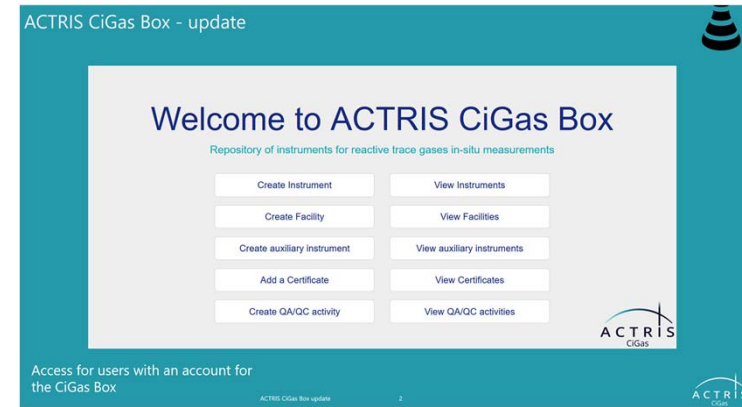 ACTRIS CiGas Box - update
Welcome to ACTRIS CiGas Box
Repository of instruments for reactive trace gases in-situ measurements
Create Instrument
View Instruments
Create Facility
View Facilities
Create auxiliary instrument
View auxiliary instruments
Add a Certificate
View Certificates
Create QA/QC activity
View QA/QC activities
ACTRIS
CiGas
Access for users with an account for
the CiGas Box
ACTRIS CiGas Box update
2
ACTRI
CiGas